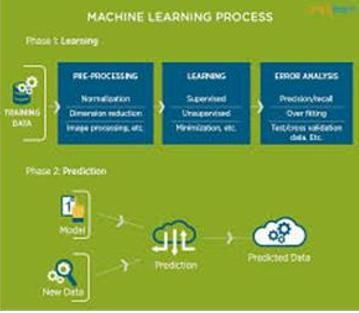 MACHINE LEARNING PROCESS
Phase 1: Learning
TRAINING
DATA
PRE-PROCESSING
Normalization
Dimension reduction
Image processing, etc.
LEARNING
Supervised
Unsupervised
Minimization, etc.
ERROR ANALYSIS
Precision/recall
Over fitting
Test/cross validation
data. Etc.
Phase 2: Prediction
Model
New Data
Prediction
Predicted Data